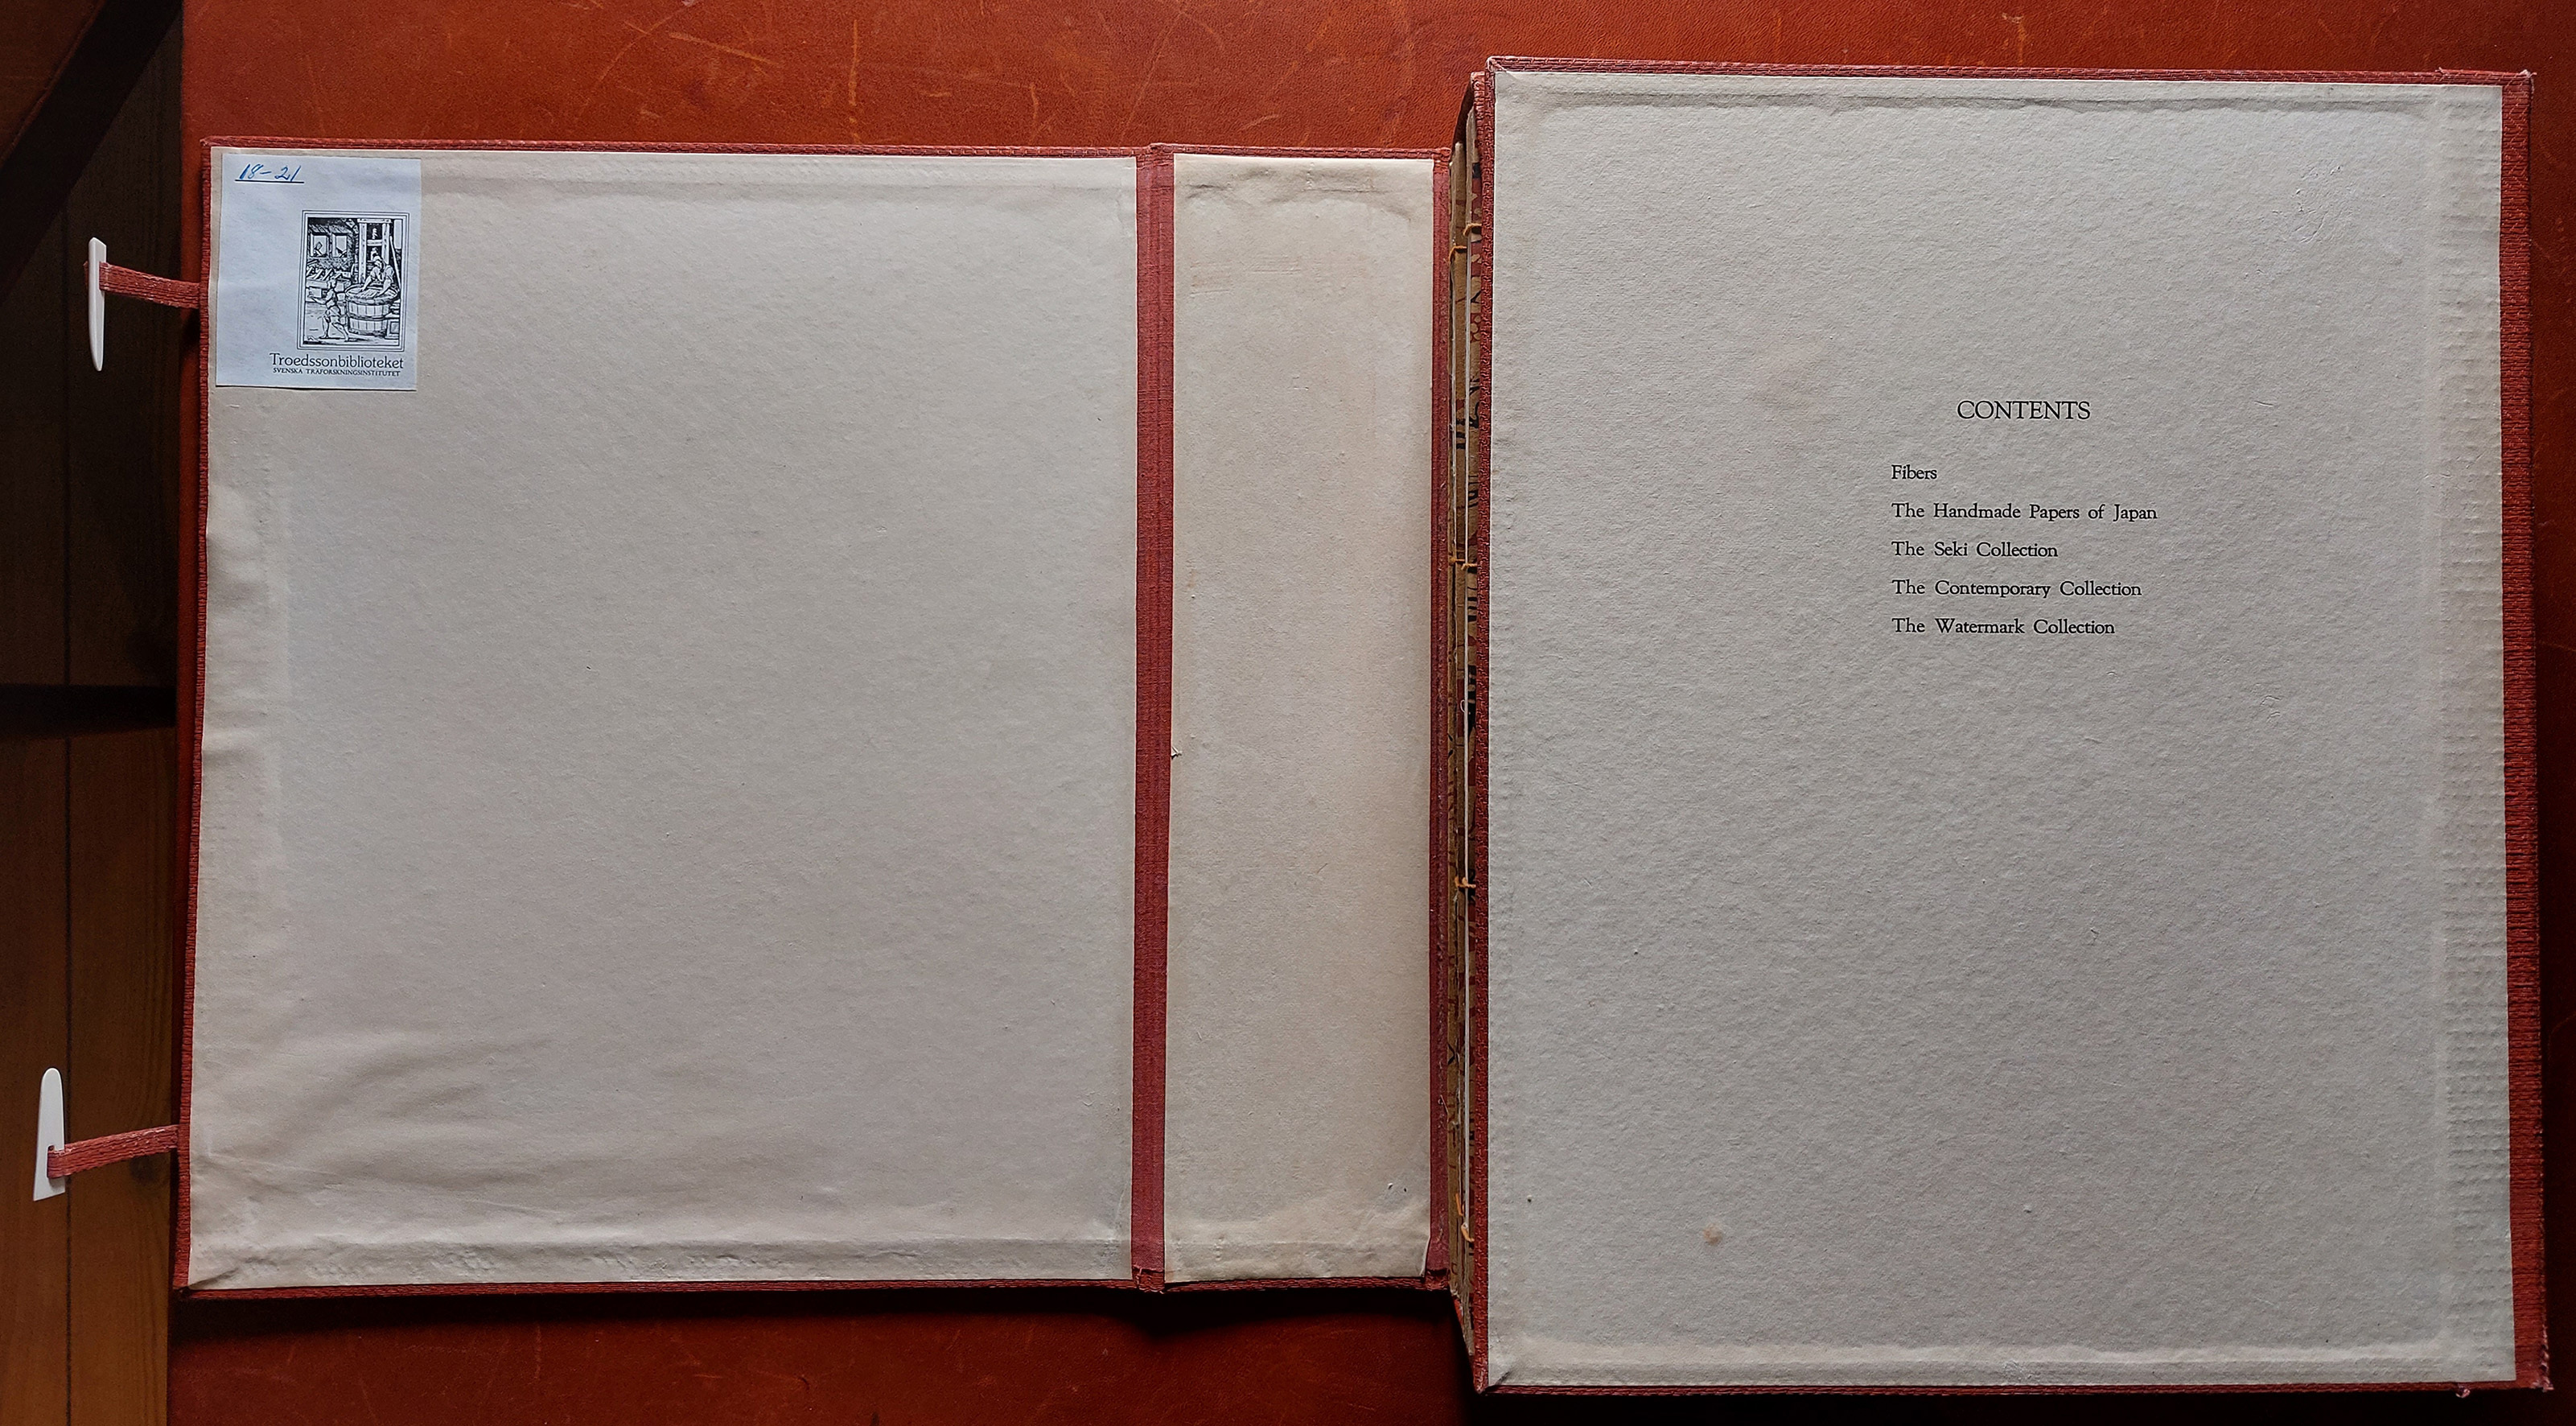 18-21
Troedssonbiblioteket
SVENSKA TRÄFORSKNINGSINSTITUTET
CONTENTS
Fibers
The Handmade Papers of Japan
The Seki Collection
The Contemporary Collection
The Watermark Collection